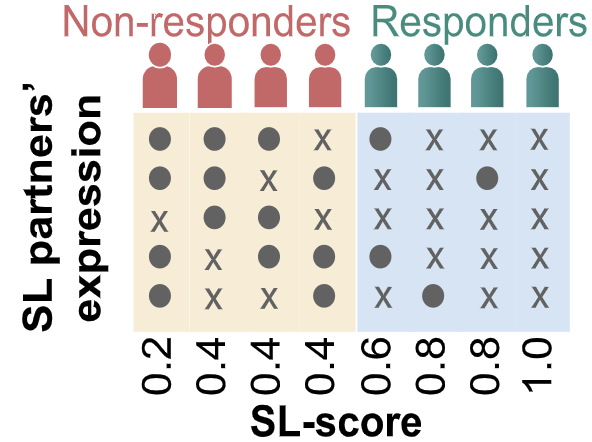 Non-responders Responders
SL partners’
expression
● ● ● x ● x x x
● ● x ● x x ● x
x ● ● x x x x x
● x ● ● ● x x x
● x x ● x ● x x
0.2 0.4 0.4 0.4 0.6 0.8 0.8 1.0
SL-score